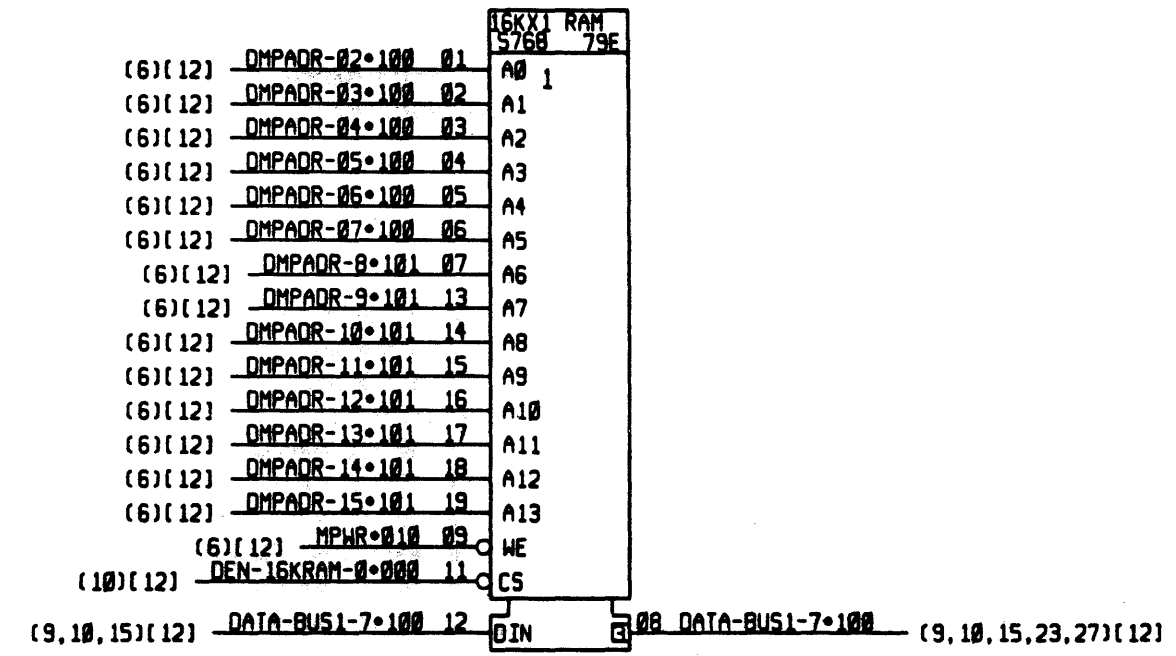 16KX1 RAM
5768 79E
1
(6)[12] DMPADR-02•100 01 A0
(6)[12] DMPADR-03•100 02 A1
(6)[12] DMPADR-04•100 03 A2
(6)[12] DMPADR-05•100 04 A3
(6)[12] DMPADR-06•100 05 A4
(6)[12] DMPADR-07•100 06 A5
(6)[12] DMPADR-8•101 07 A6
(6)[12] DMPADR-9•101 13 A7
(6)[12] DMPADR-10•101 14 A8
(6)[12] DMPADR-11•101 15 A9
(6)[12] DMPADR-12•101 16 A10
(6)[12] DMPADR-13•101 17 A11
(6)[12] DMPADR-14•101 18 A12
(6)[12] DMPADR-15•101 19 A13
(6)[12] MPWR•010 09 WE
(10)[12] DEN-16KRAM-0•000 11 CS
(9,10,15)[12] DATA-BUS1-7•100 12 DIN 08 DATA-BUS1-7•100 (9,10,15,23,27)[12]